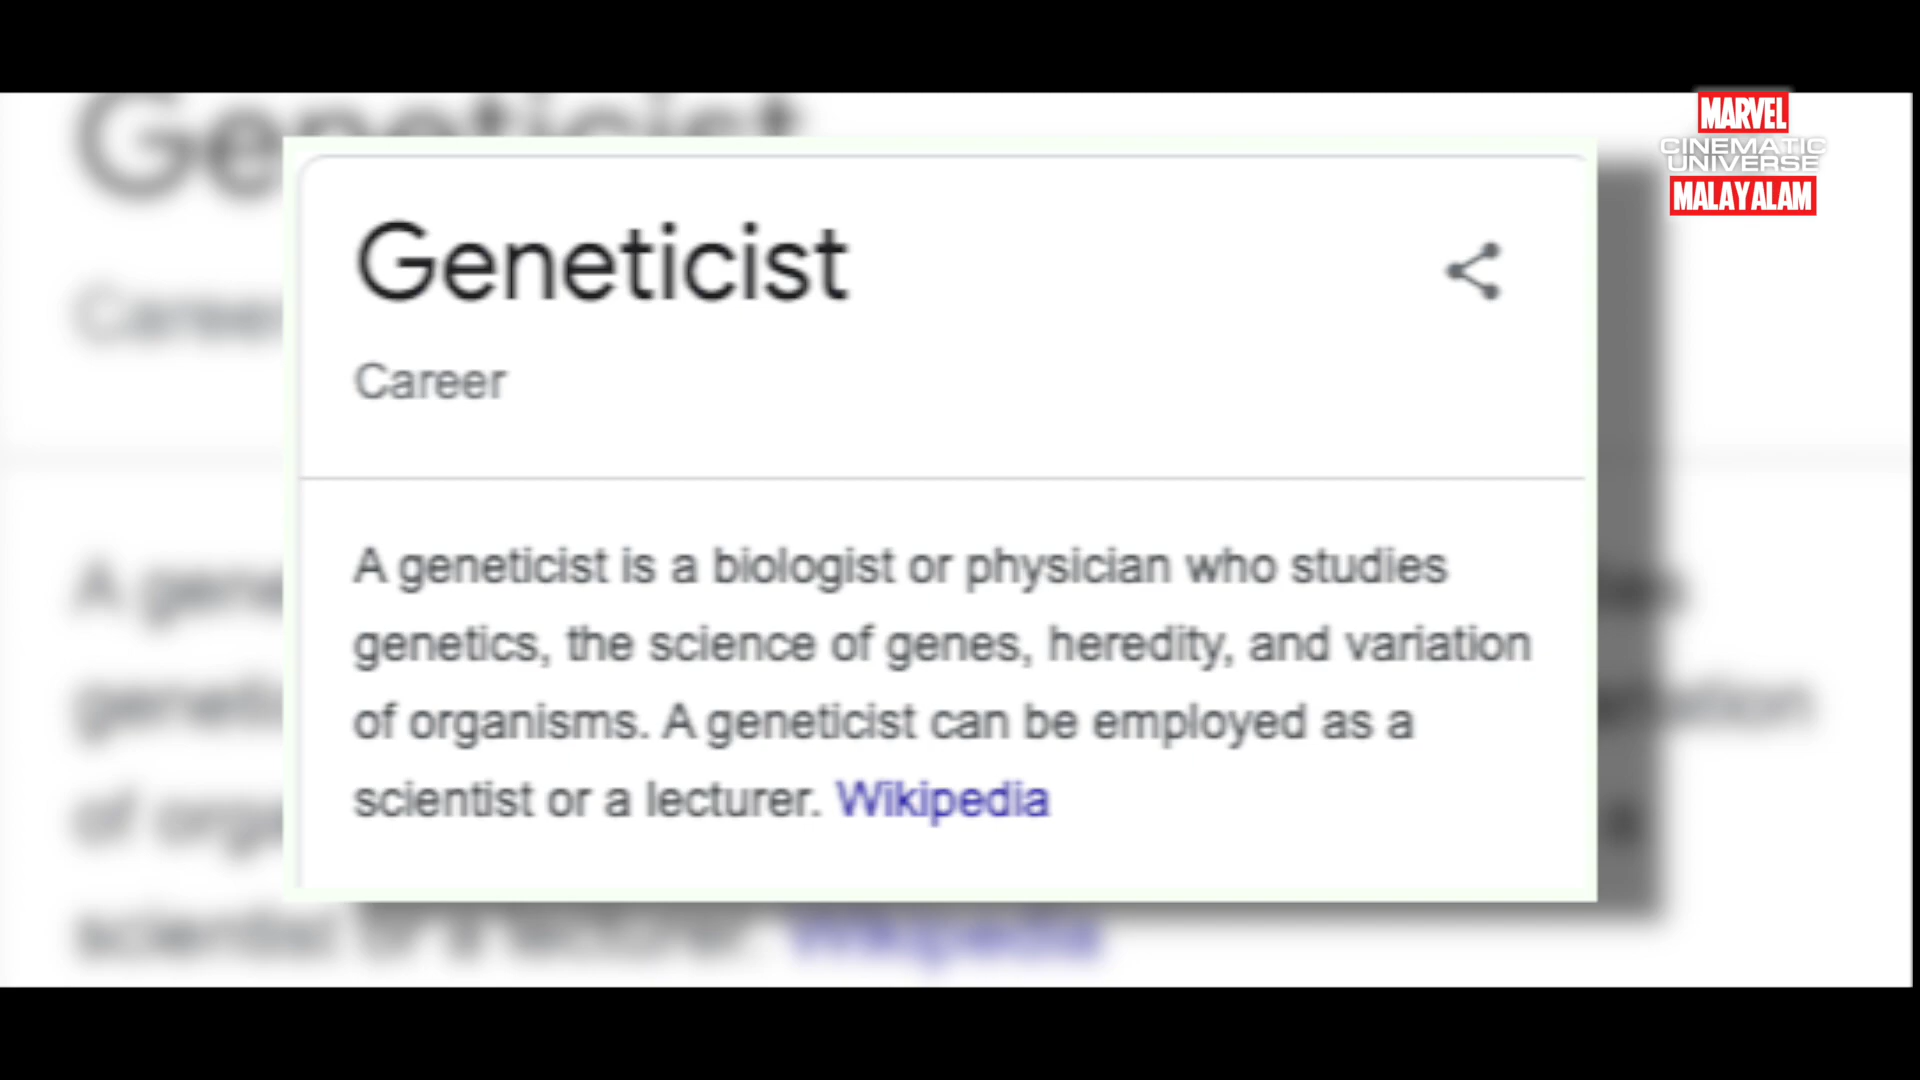 MARVEL
CINEMATIC
UNIVERSE
MALAYALAM
Geneticist
Career
A geneticist is a biologist or physician who studies
genetics, the science of genes, heredity, and variation
of organisms. A geneticist can be employed as a
scientist or a lecturer. Wikipedia